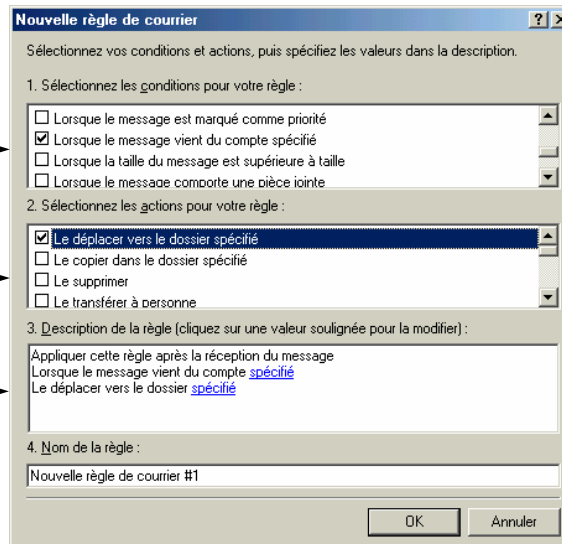 Nouvelle règle de courrier
Sélectionnez vos conditions et actions, puis spécifiez les valeurs dans la description.
1. Sélectionnez les conditions pour votre règle :
Lorsque le message est marqué comme priorité
Lorsque le message vient du compte spécifié
Lorsque la taille du message est supérieure à taille
Lorsque le message comporte une pièce jointe
2. Sélectionnez les actions pour votre règle :
Le déplacer vers le dossier spécifié
Le copier dans le dossier spécifié
Le supprimer
Le transférer à personne
3. Description de la règle (cliquez sur une valeur soulignée pour la modifier) :
Appliquer cette règle après la réception du message
Lorsque le message vient du compte spécifié
Le déplacer vers le dossier spécifié
4. Nom de la règle :
Nouvelle règle de courrier #1
OK Annuler